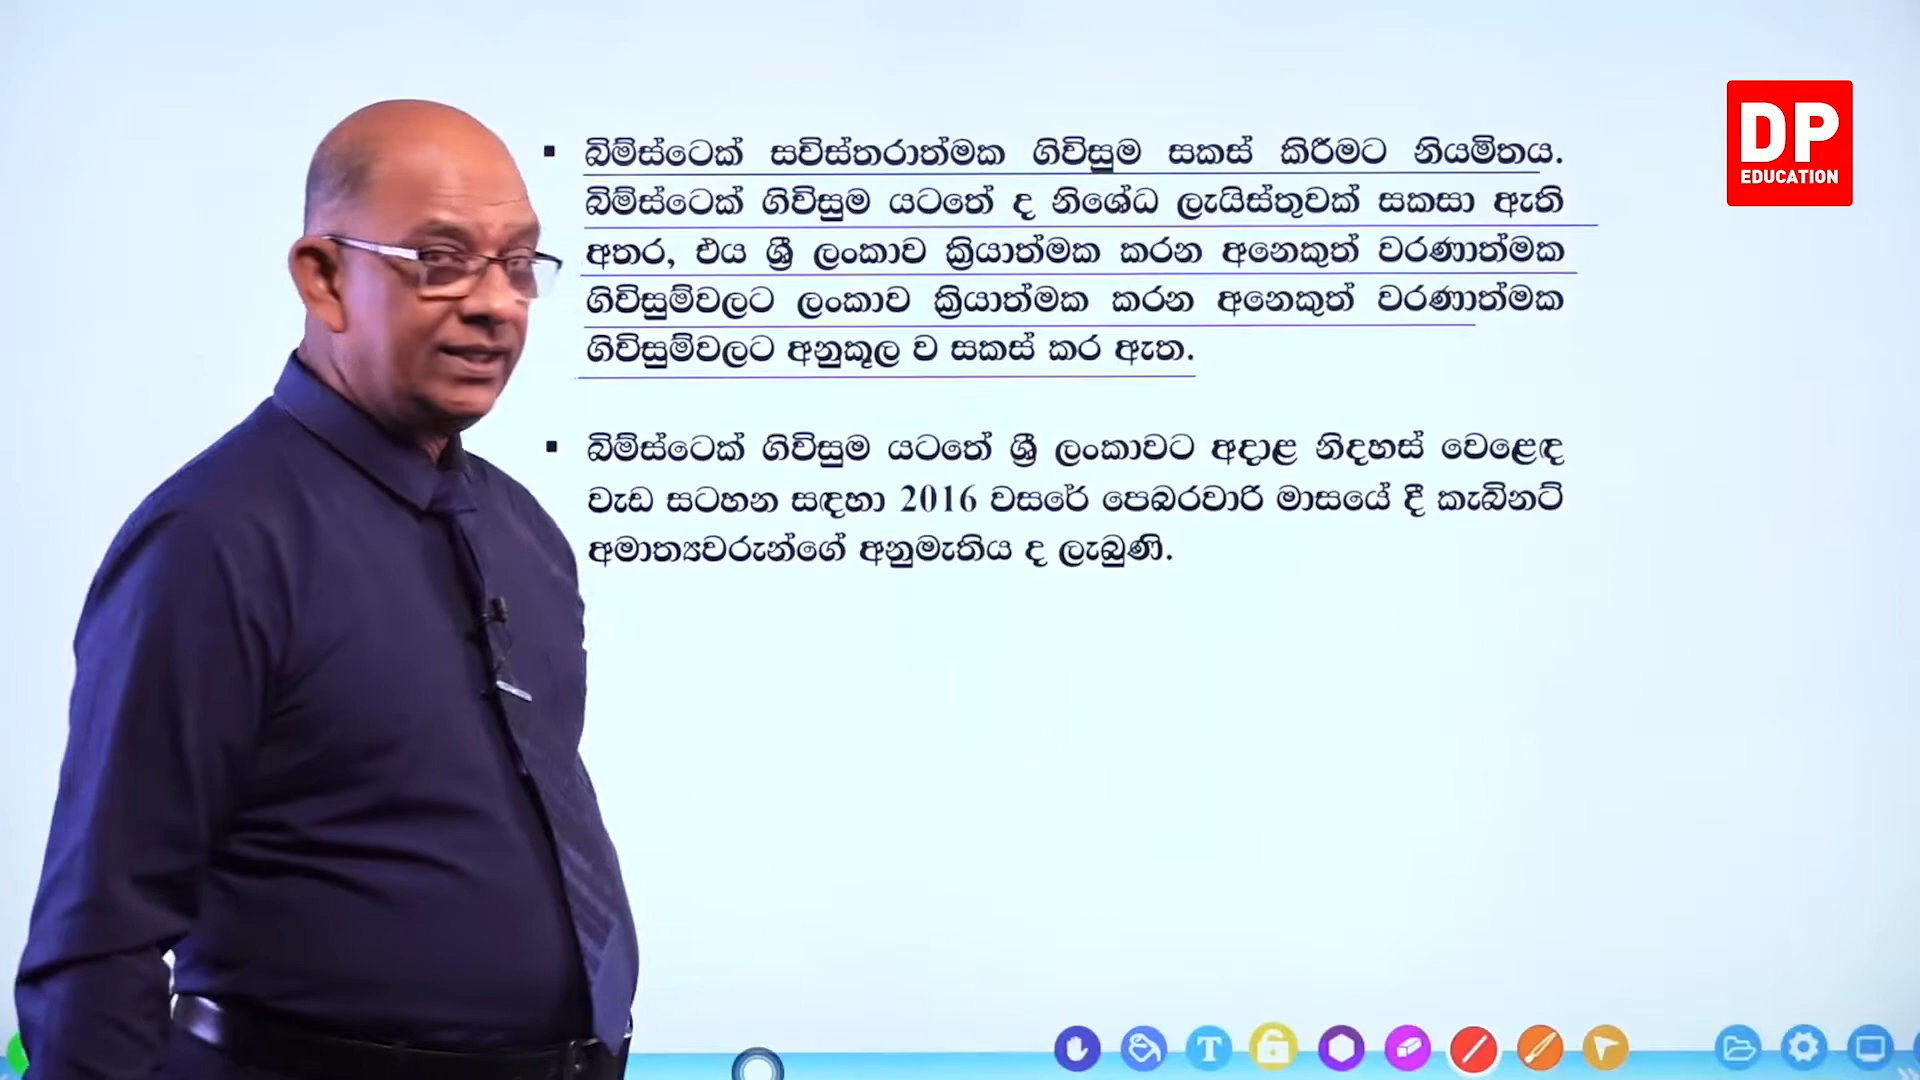 බිම්ස්ටෙක් සවිස්තරාත්මක ගිවිසුම සකස් කිරීමට නියමිතය.
බිම්ස්ටෙක් ගිවිසුම යටතේ ද නිශේධ ලැයිස්තුවක් සකසා ඇති
අතර, එය ශ්‍රී ලංකාව ක්‍රියාත්මක කරන අනෙකුත් වරණාත්මක
ගිවිසුම්වලට ලංකාව ක්‍රියාත්මක කරන අනෙකුත් වරණාත්මක
ගිවිසුම්වලට අනුකූල ව සකස් කර ඇත.
බිම්ස්ටෙක් ගිවිසුම යටතේ ශ්‍රී ලංකාවට අදාළ නිදහස් වෙළෙඳ
වැඩ සටහන සඳහා 2016 වසරේ පෙබරවාරි මාසයේ දී කැබිනට්
අමාත්‍යවරුන්ගේ අනුමැතිය ද ලැබුණි.
DP
EDUCATION
T